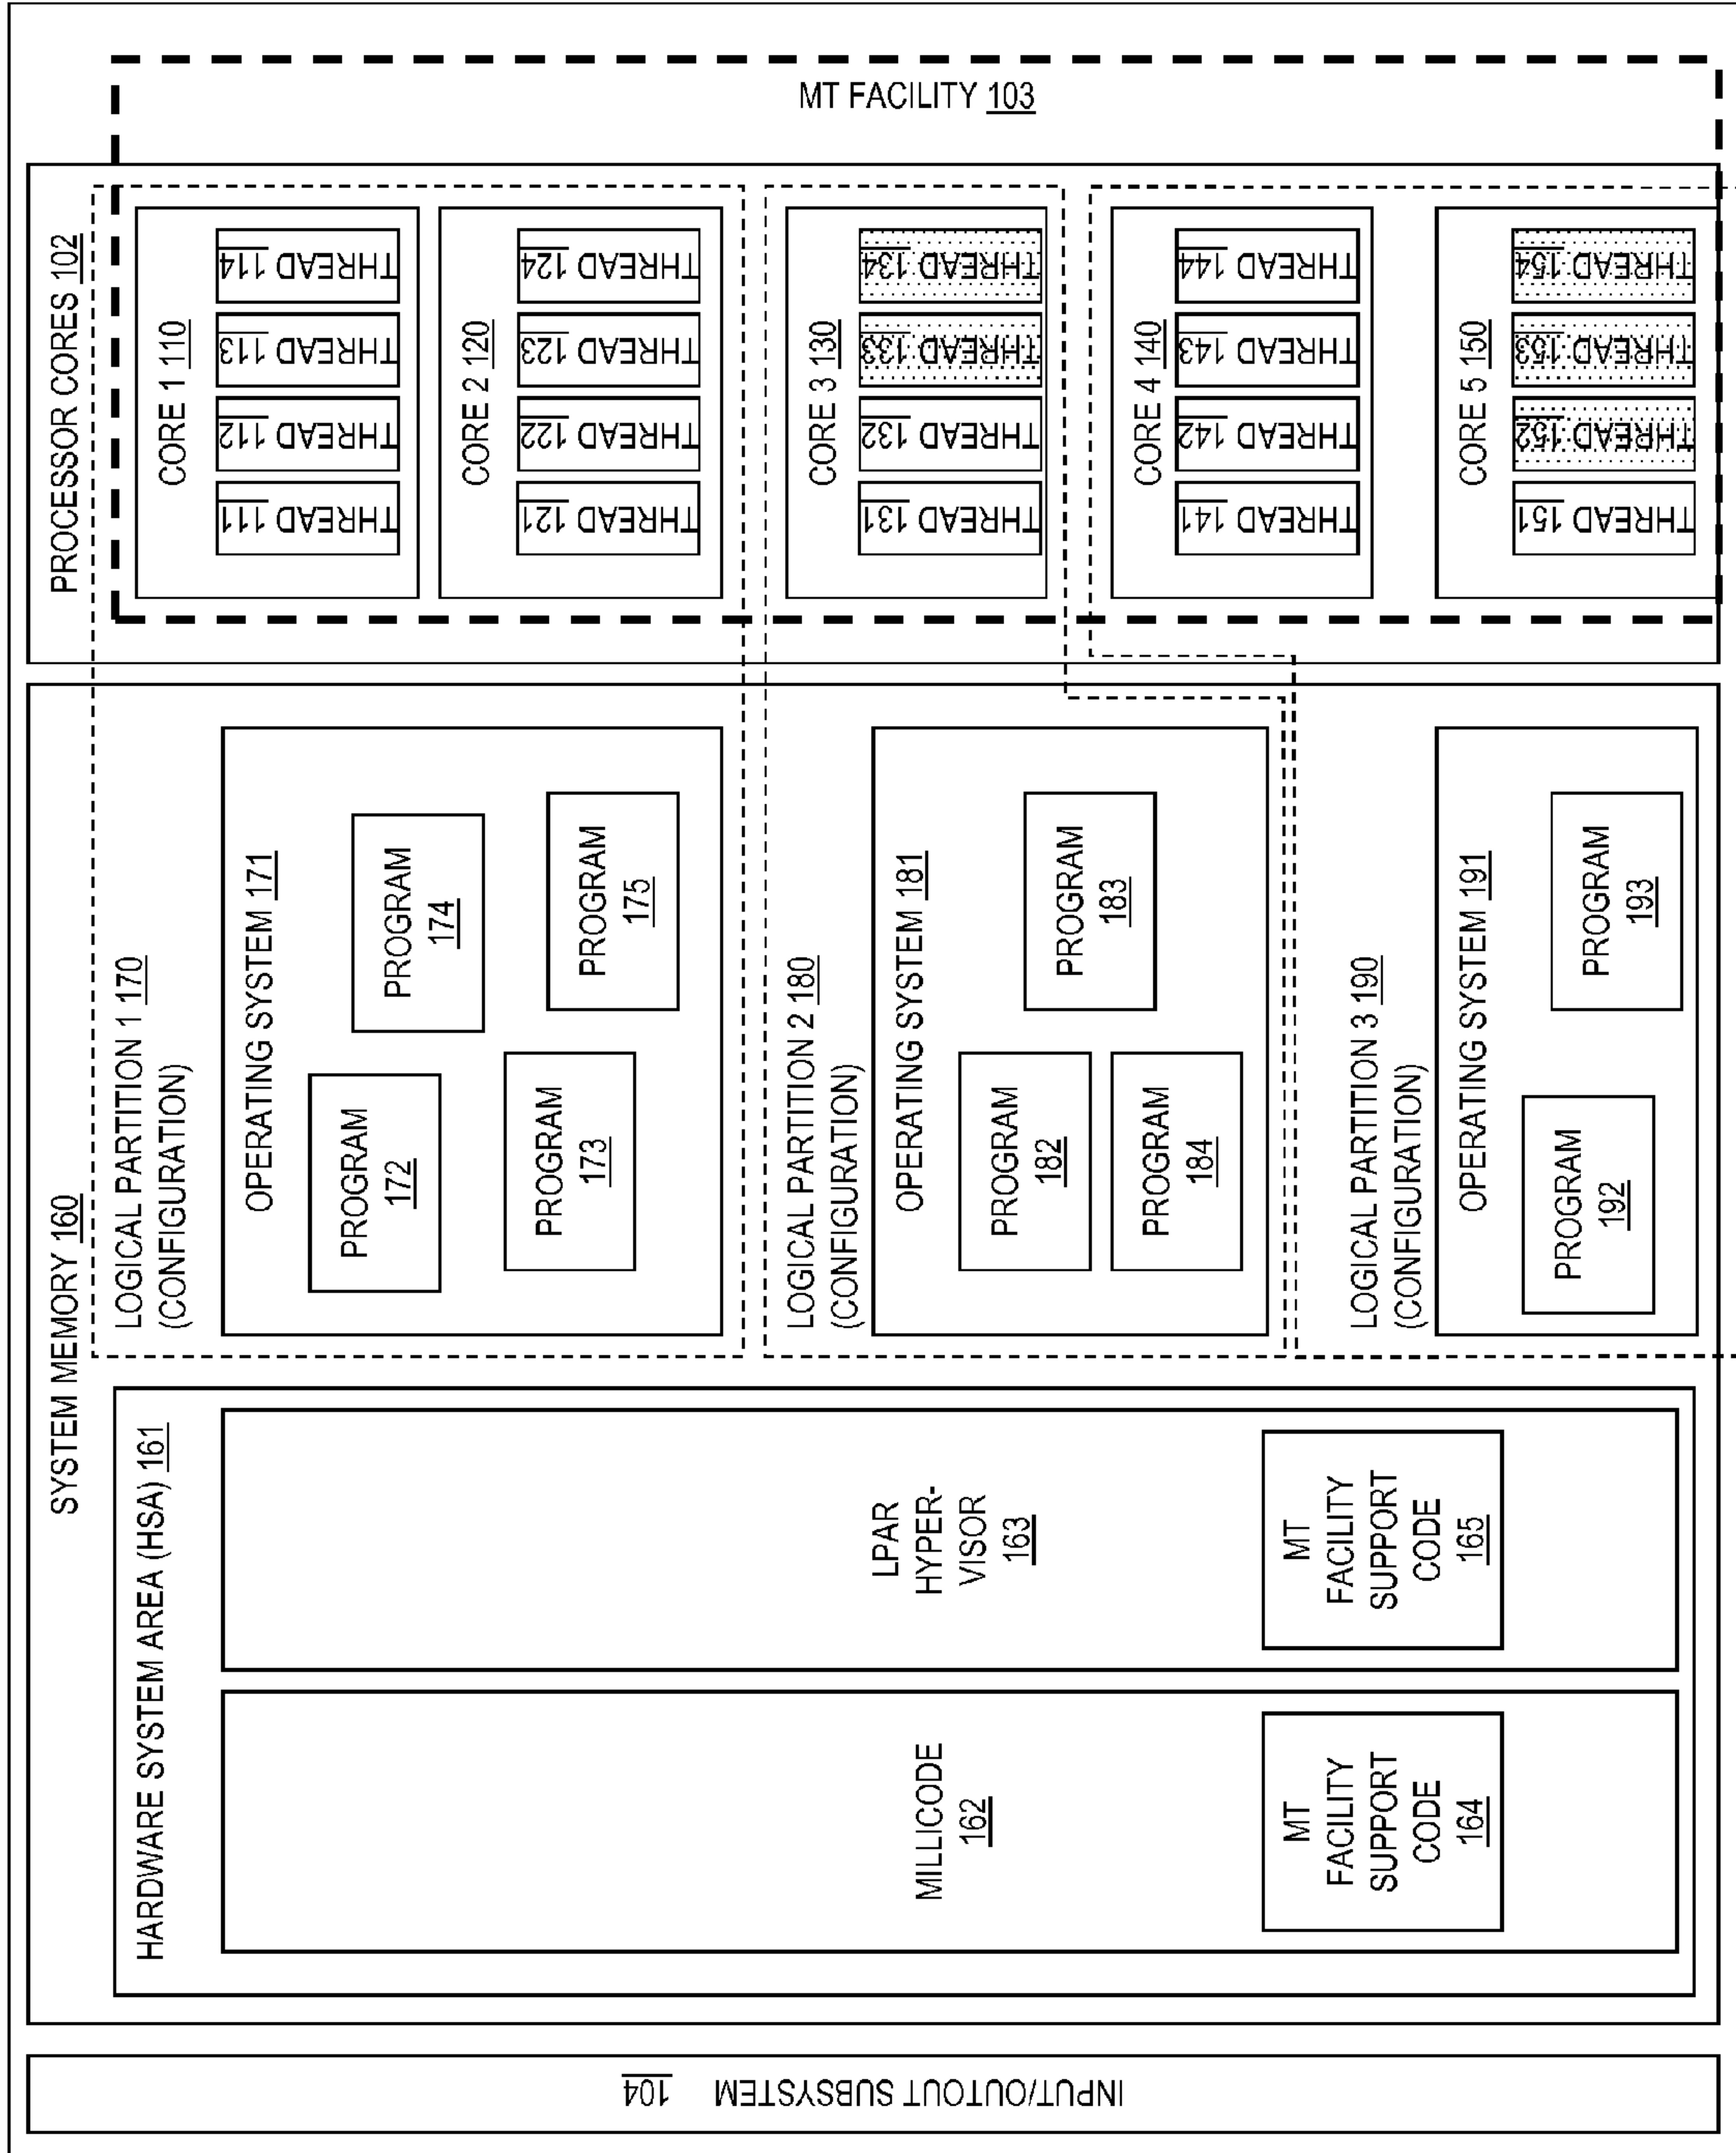 MT FACILITY 103
PROCESSOR CORES 102
CORE 1 110
THREAD 111
THREAD 112
THREAD 113
THREAD 114
CORE 2 120
THREAD 121
THREAD 122
THREAD 123
THREAD 124
CORE 3 130
THREAD 131
THREAD 132
THREAD 133
THREAD 134
CORE 4 140
THREAD 141
THREAD 142
THREAD 143
THREAD 144
CORE 5 150
THREAD 151
THREAD 152
THREAD 153
THREAD 154
SYSTEM MEMORY 160
LOGICAL PARTITION 1 170
(CONFIGURATION)
OPERATING SYSTEM 171
PROGRAM
172
PROGRAM
174
PROGRAM
173
PROGRAM
175
LOGICAL PARTITION 2 180
(CONFIGURATION)
OPERATING SYSTEM 181
PROGRAM
182
PROGRAM
183
PROGRAM
184
LOGICAL PARTITION 3 190
(CONFIGURATION)
OPERATING SYSTEM 191
PROGRAM
192
PROGRAM
193
HARDWARE SYSTEM AREA (HSA) 161
LPAR
HYPER-
VISOR
163
MT
FACILITY
SUPPORT
CODE
165
MILLICODE
162
MT
FACILITY
SUPPORT
CODE
164
INPUT/OUTOUT SUBSYSTEM 104